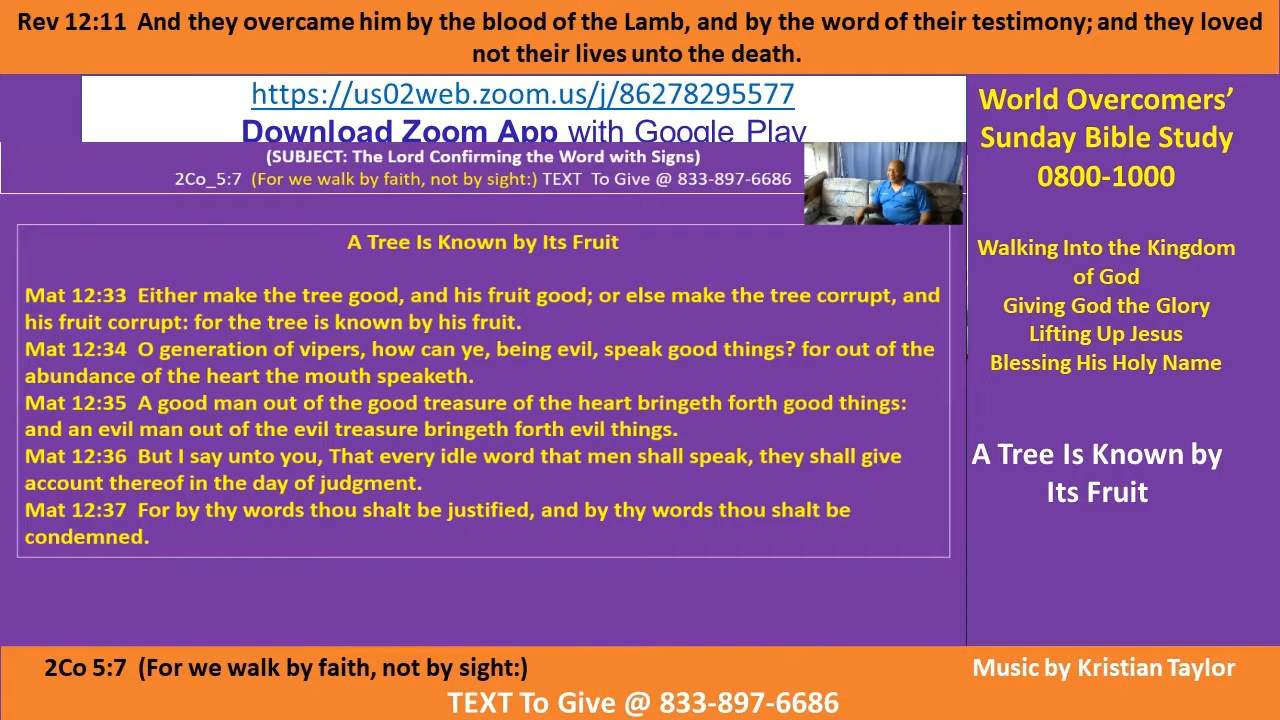 Rev 12:11  And they overcame him by the blood of the Lamb, and by the word of their testimony; and they loved
not their lives unto the death.
https://us02web.zoom.us/j/86278295577
Download Zoom App with Google Play
(SUBJECT: The Lord Confirming the Word with Signs)
2Co_5:7  (For we walk by faith, not by sight:) TEXT  To Give @ 833-897-6686
A Tree Is Known by Its Fruit
Mat 12:33  Either make the tree good, and his fruit good; or else make the tree corrupt, and
his fruit corrupt: for the tree is known by his fruit.
Mat 12:34  O generation of vipers, how can ye, being evil, speak good things? for out of the
abundance of the heart the mouth speaketh.
Mat 12:35  A good man out of the good treasure of the heart bringeth forth good things:
and an evil man out of the evil treasure bringeth forth evil things.
Mat 12:36  But I say unto you, That every idle word that men shall speak, they shall give
account thereof in the day of judgment.
Mat 12:37  For by thy words thou shalt be justified, and by thy words thou shalt be
condemned.
World Overcomers’
Sunday Bible Study
0800-1000
Walking Into the Kingdom
of God
Giving God the Glory
Lifting Up Jesus
Blessing His Holy Name
A Tree Is Known by
Its Fruit
2Co 5:7  (For we walk by faith, not by sight:)
Music by Kristian Taylor
TEXT To Give @ 833-897-6686